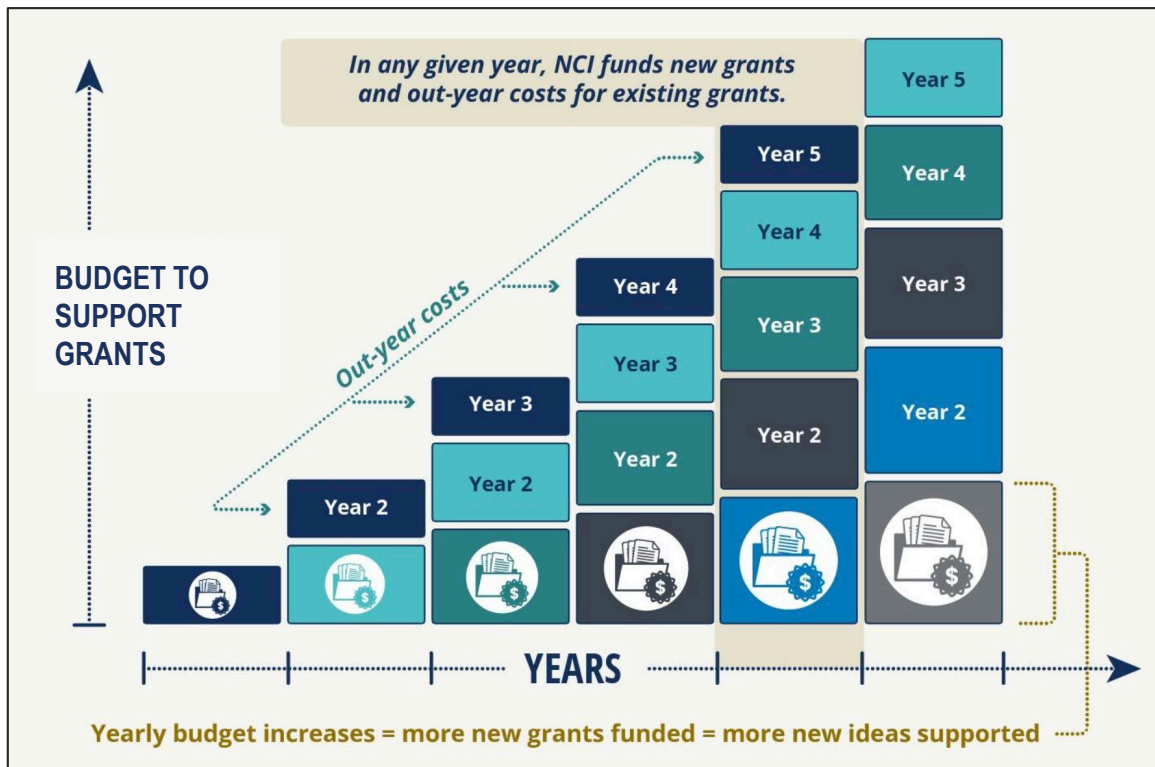 In any given year, NCI funds new grants
and out-year costs for existing grants.
BUDGET TO
SUPPORT
GRANTS
Out-year costs
Year 2
Year 3
Year 2
Year 4
Year 3
Year 2
Year 5
Year 4
Year 3
Year 2
Year 5
Year 4
Year 3
Year 2
$
$
$
$
$
$
YEARS
Yearly budget increases = more new grants funded = more new ideas supported